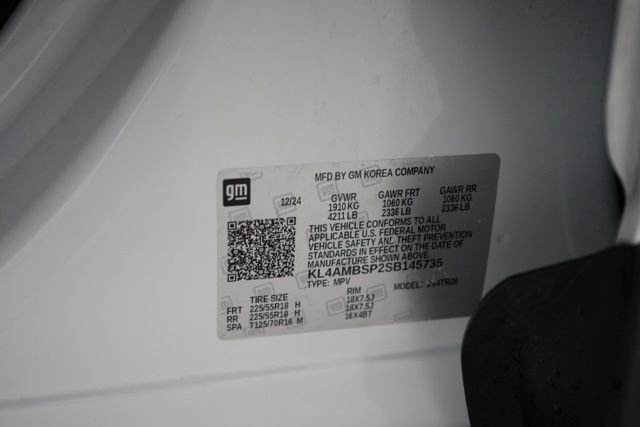 MFD BY GM KOREA COMPANY
gm
12/24 GVWR GAWR FRT GAWR RR
1910 KG 1060 KG 1060 KG
4211 LB 2336 LB 2336 LB
THIS VEHICLE CONFORMS TO ALL
APPLICABLE U.S. FEDERAL MOTOR
VEHICLE SAFETY AND THEFT PREVENTION
STANDARDS IN EFFECT ON THE DATE OF
MANUFACTURE SHOWN ABOVE.
KL4AMBSP2SB145735
TYPE: MPV MODEL:
TIRE SIZE RIM
FRT 225/55R18 H 18X7.5J
RR 225/55R18 H 18X7.5J
SPA T125/70R16 M 16X4BT